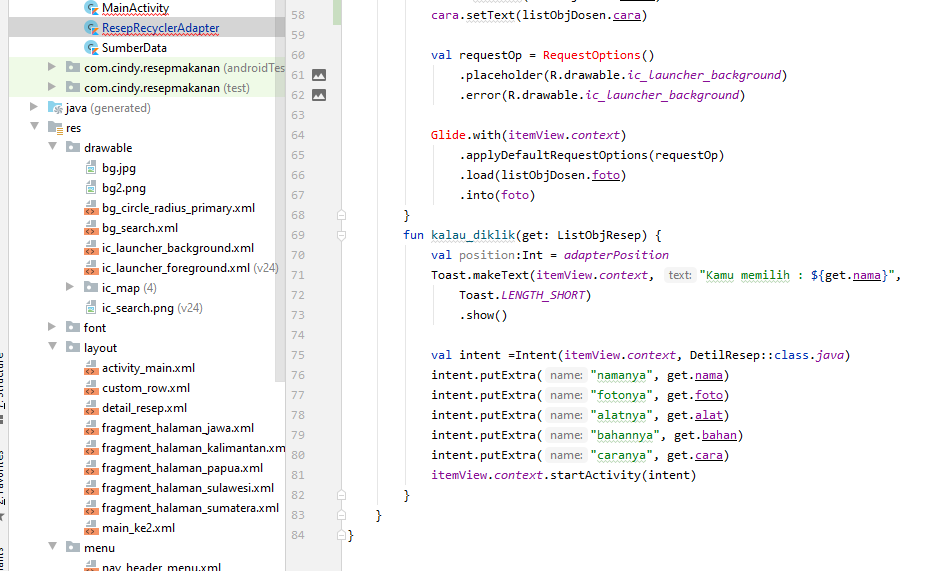 MainActivity
ResepRecyclerAdapter
SumberData
com.cindy.resepmakanan (androidTes
com.cindy.resepmakanan (test)
java (generated)
res
drawable
bg.jpg
bg2.png
bg_circle_radius_primary.xml
bg_search.xml
ic_launcher_background.xml
ic_launcher_foreground.xml (v24)
ic_map (4)
ic_search.png (v24)
font
layout
activity_main.xml
custom_row.xml
detail_resep.xml
fragment_halaman_jawa.xml
fragment_halaman_kalimantan.xm
fragment_halaman_papua.xml
fragment_halaman_sulawesi.xml
fragment_halaman_sumatera.xml
main_ke2.xml
menu
nav_header_menu.xml
58 cara.setText(listObjDosen.cara)
59
60 val requestOp = RequestOptions()
61 .placeholder(R.drawable.ic_launcher_background)
62 .error(R.drawable.ic_launcher_background)
63
64 Glide.with(itemView.context)
65 .applyDefaultRequestOptions(requestOp)
66 .load(listObjDosen.foto)
67 .into(foto)
68 }
69 fun kalau_diklik(get: ListObjResep) {
70 val position:Int = adapterPosition
71 Toast.makeText(itemView.context, text: "Kamu memilih : ${get.nama}",
72 Toast.LENGTH_SHORT)
73 .show()
74
75 val intent =Intent(itemView.context, DetilResep::class.java)
76 intent.putExtra( name: "namanya", get.nama)
77 intent.putExtra( name: "fotonya", get.foto)
78 intent.putExtra( name: "alatnya", get.alat)
79 intent.putExtra( name: "bahannya", get.bahan)
80 intent.putExtra( name: "caranya", get.cara)
81 itemView.context.startActivity(intent)
82 }
83 }
84 }